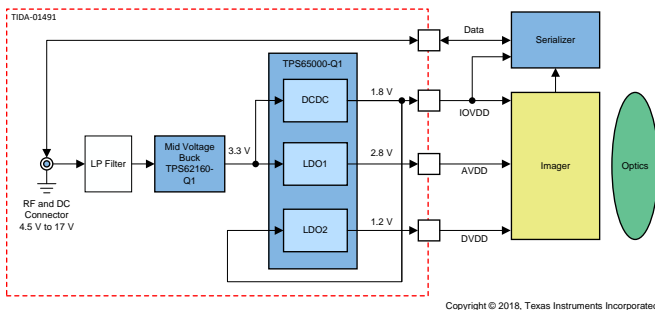 TIDA-01491
Data
Serializer
TPS65000-Q1
DCDC
1.8 V
IOVDD
LP Filter
Mid Voltage
Buck
TPS62160-
Q1
3.3 V
LDO1
2.8 V
AVDD
Imager
Optics
RF and DC
Connector
4.5 V to 17 V
LDO2
1.2 V
DVDD
Copyright © 2018, Texas Instruments Incorporated